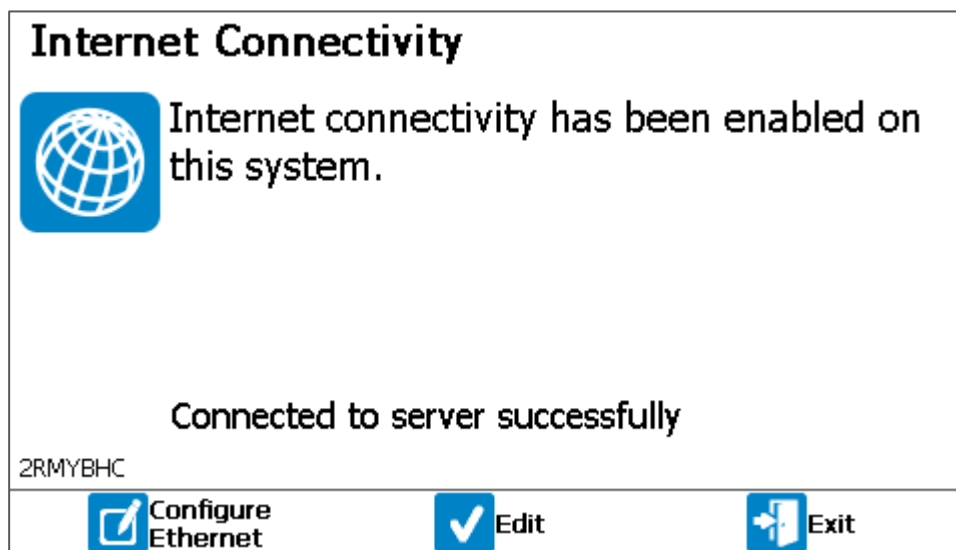 Internet Connectivity
Internet connectivity has been enabled on
this system.
Connected to server successfully
2RMYBHC
Configure
Ethernet
Edit
Exit